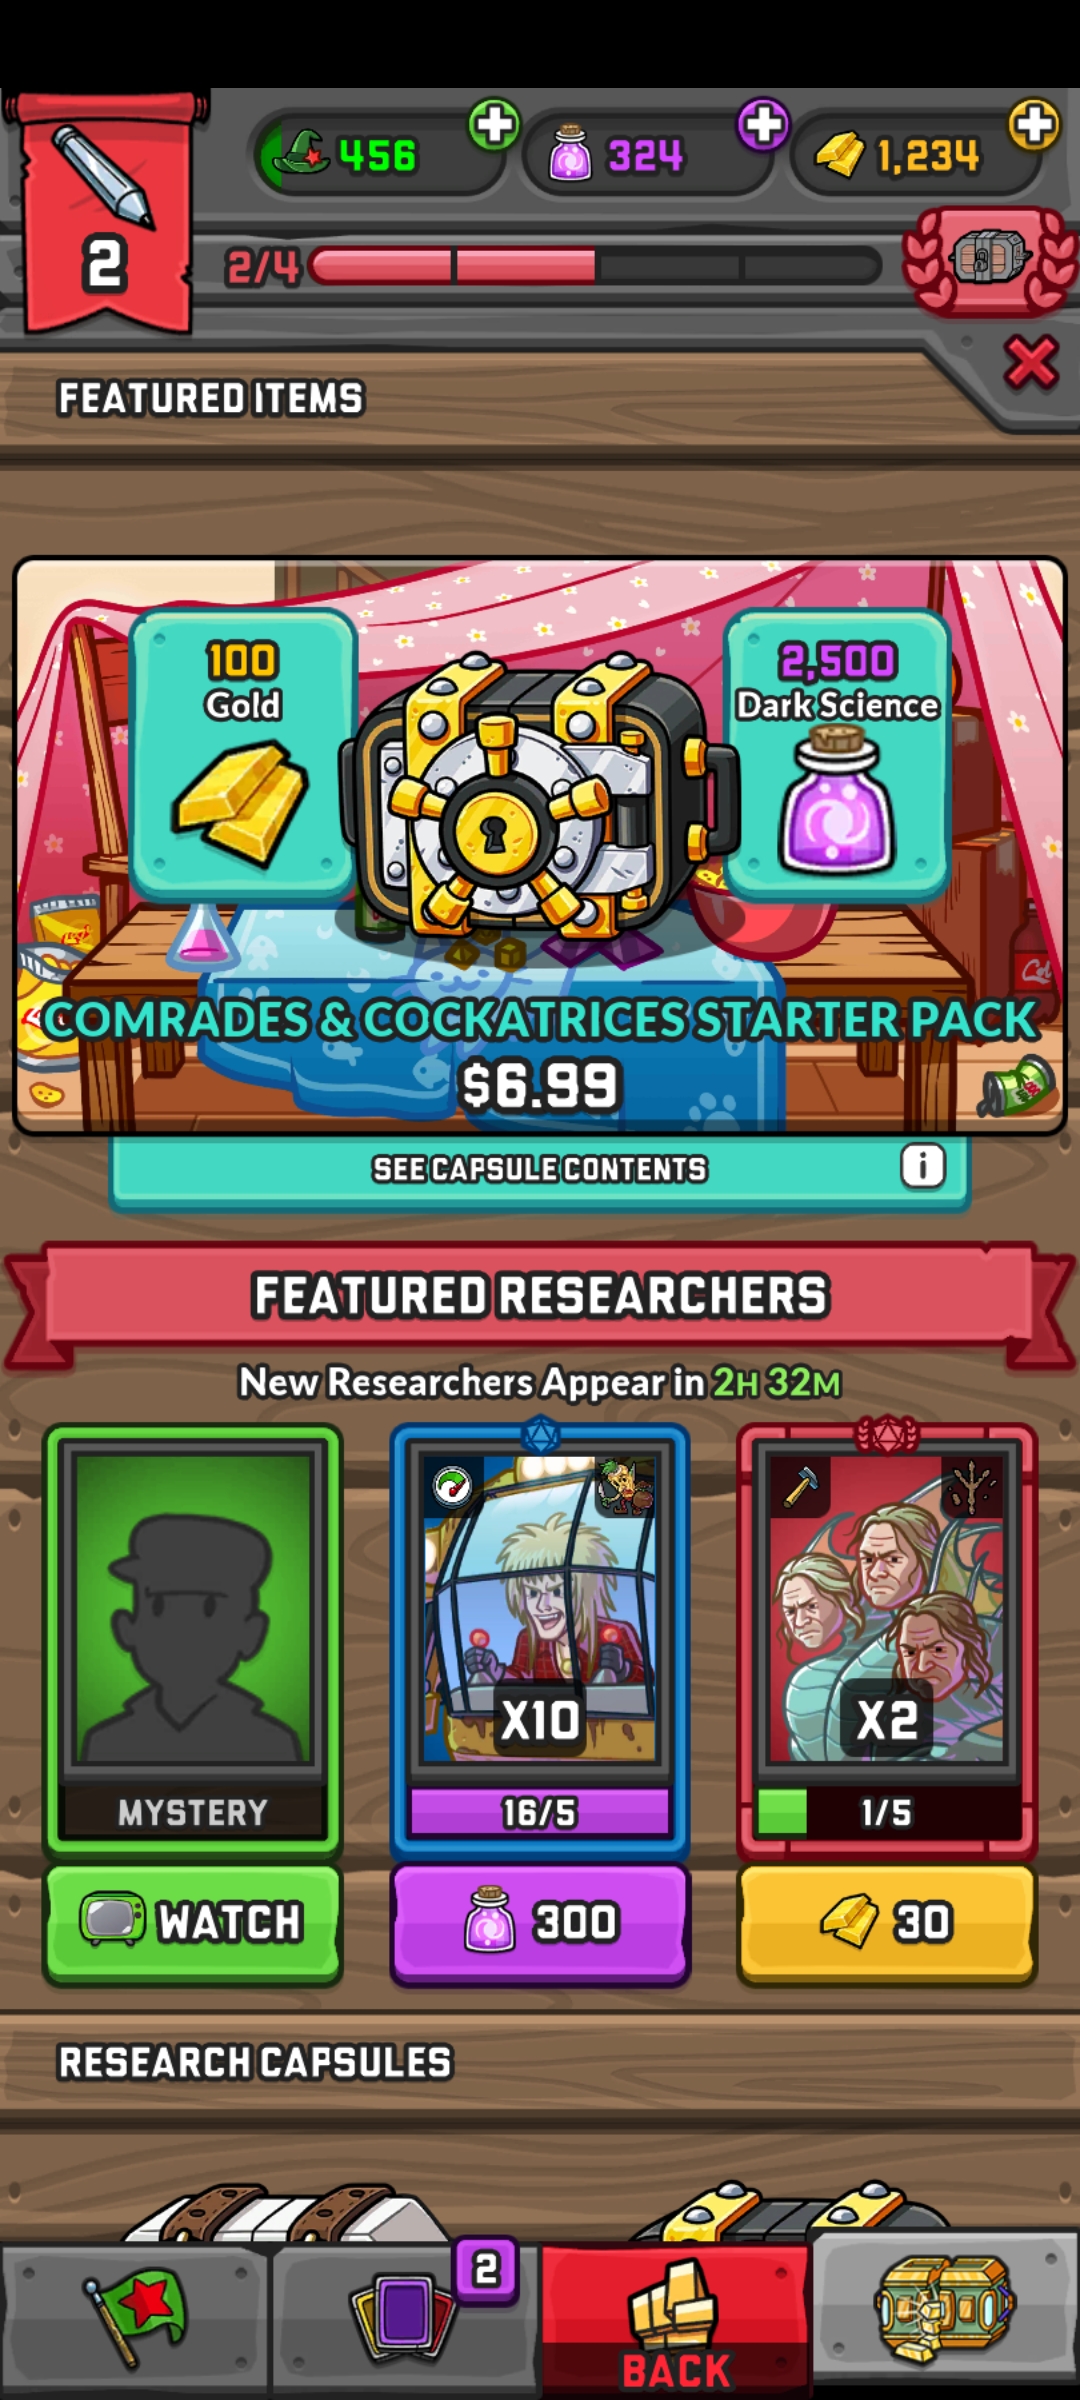 456
324
1,234
2
2/4
FEATURED ITEMS
100
Gold
2,500
Dark Science
COMRADES & COCKATRICES STARTER PACK
$6.99
SEE CAPSULE CONTENTS
i
FEATURED RESEARCHERS
New Researchers Appear in 2H 32M
X10
X2
MYSTERY
16/5
1/5
WATCH
300
30
RESEARCH CAPSULES
2
BACK